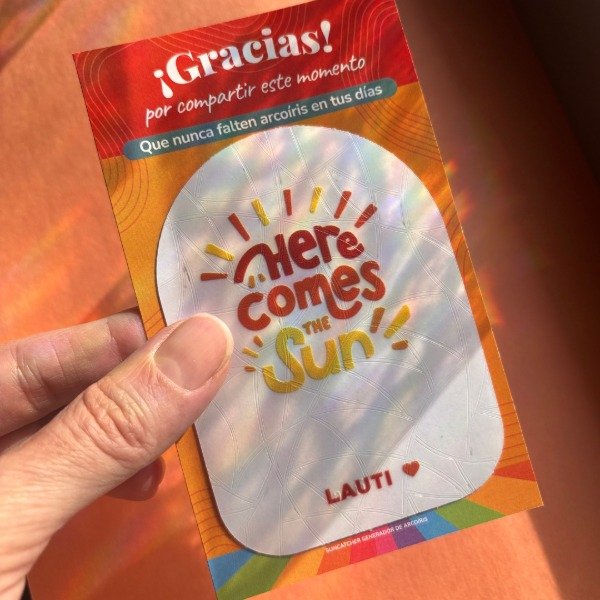 ¡Gracias!
por compartir este momento
Que nunca falten arcoíris en tus días
Here
comes
THE
Sun
LAUTI ♥
SUNCATCHER GENERADOR DE ARCOÍRIS